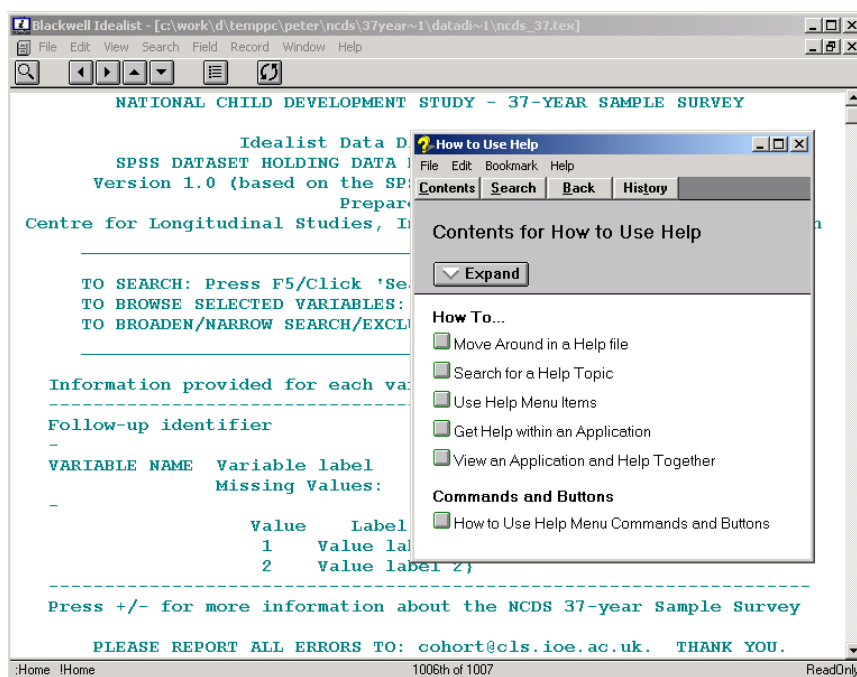 Blackwell Idealist - [c:\work\d\temppc\peter\ncds\37year~1\datadi~1\ncds_37.tex]
File Edit View Search Field Record Window Help
NATIONAL CHILD DEVELOPMENT STUDY - 37-YEAR SAMPLE SURVEY
Idealist Data D
SPSS DATASET HOLDING DATA
Version 1.0 (based on the SP
Prepar
Centre for Longitudinal Studies, I n
TO SEARCH: Press F5/Click 'Se
TO BROWSE SELECTED VARIABLES:
TO BROADEN/NARROW SEARCH/EXCL
Information provided for each va
Follow-up identifier
-
VARIABLE NAME Variable label
Missing Values:
-
Value Label
1 Value la
2 Value label 2}
Press +/- for more information about the NCDS 37-year Sample Survey
PLEASE REPORT ALL ERRORS TO: cohort@cls.ioe.ac.uk. THANK YOU.
:Home !Home 1006th of 1007 ReadOnly
How to Use Help
File Edit Bookmark Help
Contents Search Back History
Contents for How to Use Help
Expand
How To...
Move Around in a Help file
Search for a Help Topic
Use Help Menu Items
Get Help within an Application
View an Application and Help Together
Commands and Buttons
How to Use Help Menu Commands and Buttons